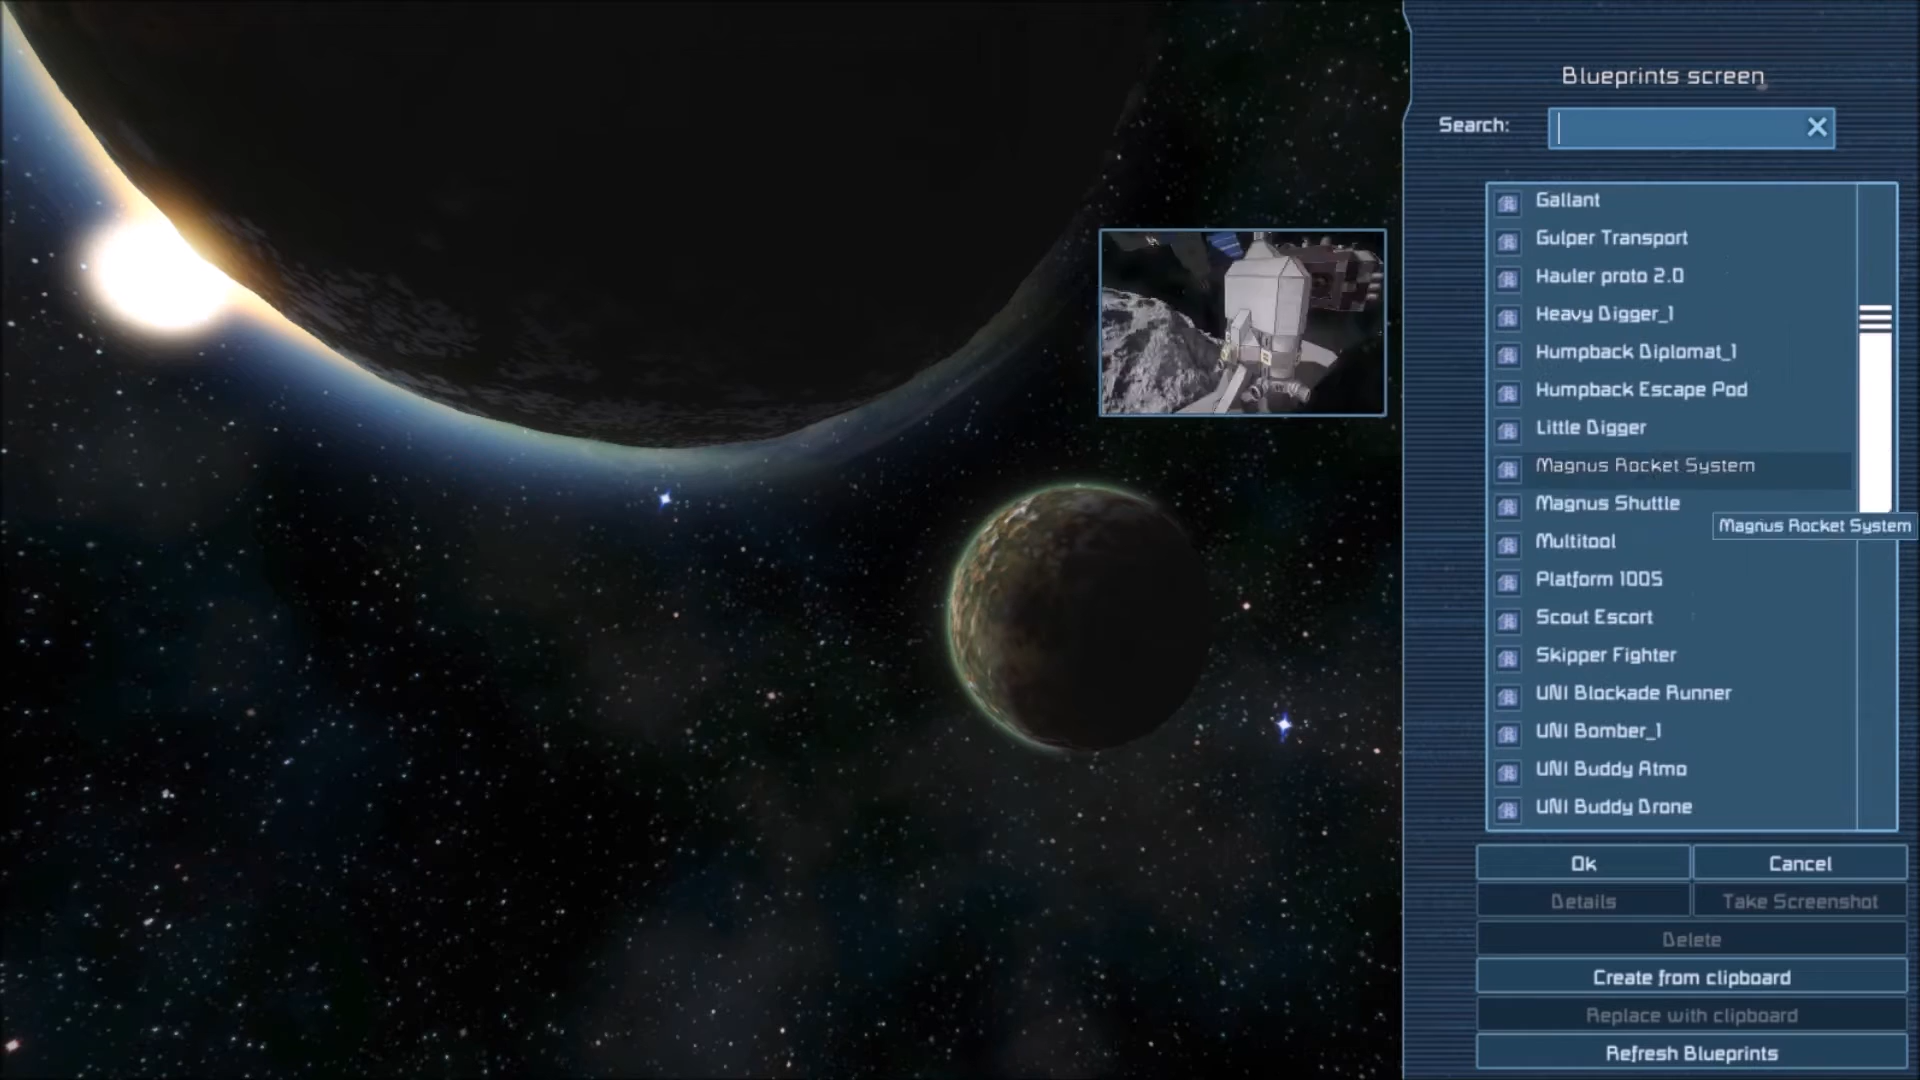 Blueprints screen
Search:
Gallant
Gulper Transport
Hauler proto 2.0
Heavy Digger_1
Humpback Diplomat_1
Humpback Escape Pod
Little Digger
Magnus Rocket System
Magnus Shuttle
Magnus Rocket System
Multitool
Platform 1005
Scout Escort
Skipper Fighter
UNI Blockade Runner
UNI Bomber_1
UNI Buddy Atmo
UNI Buddy Drone
Ok
Cancel
Details
Take Screenshot
Delete
Create from clipboard
Replace with clipboard
Refresh Blueprints